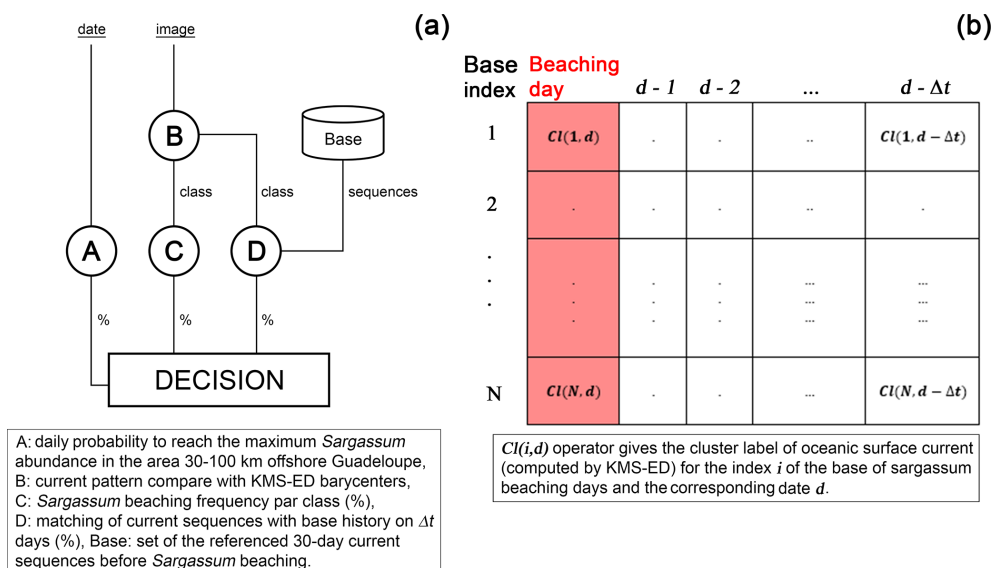 date
image
(a)
B
Base
class
class
sequences
A
C
D
%
%
%
DECISION
A: daily probability to reach the maximum Sargassum
abundance in the area 30-100 km offshore Guadeloupe,
B: current pattern compare with KMS-ED barycenters,
C: Sargassum beaching frequency par class (%),
D: matching of current sequences with base history on Δt
days (%), Base: set of the referenced 30-day current
sequences before Sargassum beaching.
(b)
Base
index
Beaching
day
d - 1
d - 2
...
d - Δt
1
Cl(1, d)
.
.
..
Cl(1, d − Δt)
2
.
.
.
..
.
.
.
.
.
.
.
...
...
.
.
.
...
...
.
.
.
...
...
N
Cl(N, d)
.
.
...
Cl(N, d − Δt)
Cl(i,d) operator gives the cluster label of oceanic surface current
(computed by KMS-ED) for the index i of the base of sargassum
beaching days and the corresponding date d.